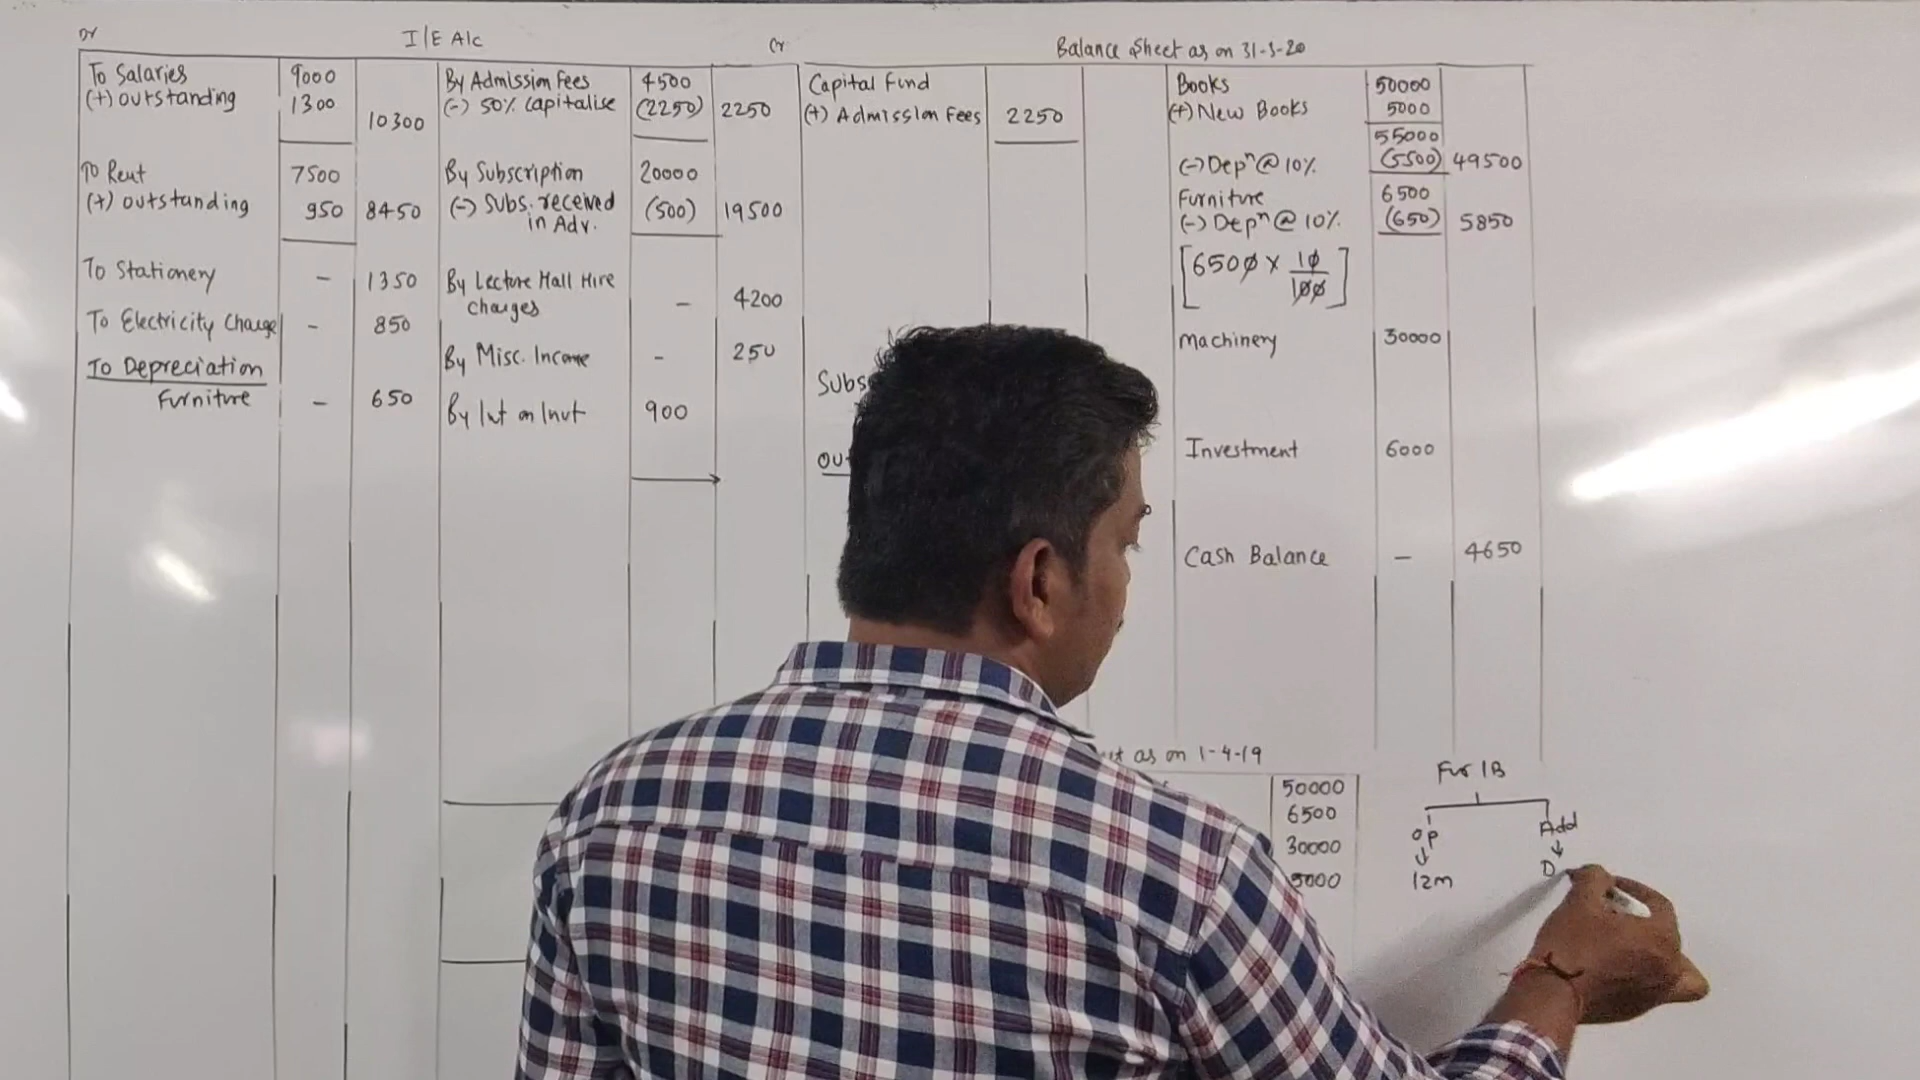 Dr I/E A/c Cr
To Salaries 9000
(+) outstanding 1300 10300
To Rent 7500
(+) outstanding 950 8450
To Stationery - 1350
To Electricity Charge - 850
To Depreciation
Furniture - 650
By Admission Fees 4500
(-) 50% Capitalise (2250) 2250
By Subscription 20000
(-) Subs. received (500) 19500
in Adv.
By Lecture Hall Hire
charges - 4200
By Misc. Income - 250
By Int on Invt 900
Balance Sheet as on 31-3-20
Capital Fund
(+) Admission Fees 2250
Books 50000
(+) New Books 5000
55000
(-) Depn @ 10% (5500) 49500
Furniture 6500
(-) Depn @ 10% (650) 5850
[6500 x 10
100]
Machinery 30000
Investment 6000
Cash Balance - 4650
as on 1-4-19
50000
6500
30000
5000
Fur/B
op Add
12m D